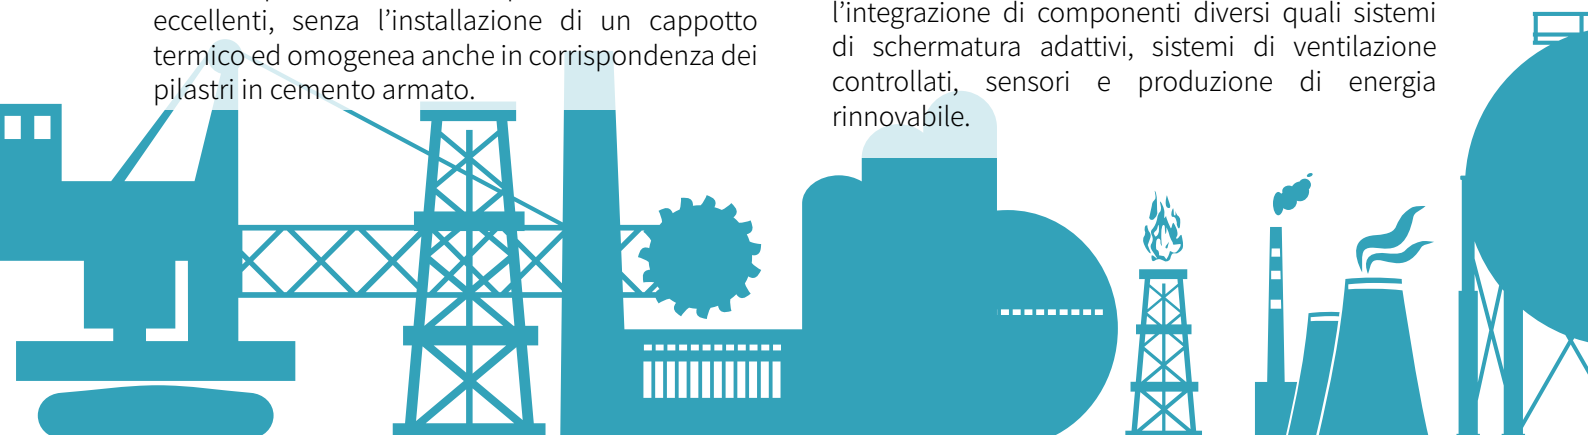 eccellenti, senza l’installazione di un cappotto
termico ed omogenea anche in corrispondenza dei
pilastri in cemento armato.
l’integrazione di componenti diversi quali sistemi
di schermatura adattivi, sistemi di ventilazione
controllati, sensori e produzione di energia
rinnovabile.